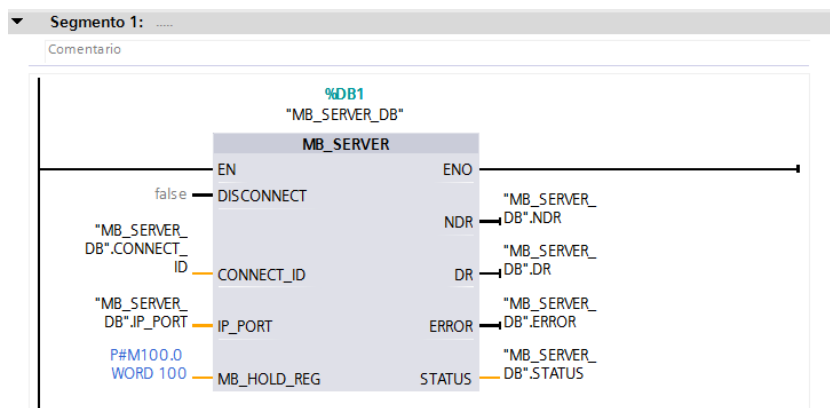 Segmento 1: .....
Comentario
%DB1
"MB_SERVER_DB"
MB_SERVER
EN
ENO
false
DISCONNECT
"MB_SERVER_
DB".NDR
NDR
"MB_SERVER_
DB".CONNECT_
ID
CONNECT_ID
"MB_SERVER_
DB".DR
DR
"MB_SERVER_
DB".IP_PORT
IP_PORT
"MB_SERVER_
DB".ERROR
ERROR
P#M100.0
WORD 100
MB_HOLD_REG
"MB_SERVER_
DB".STATUS
STATUS